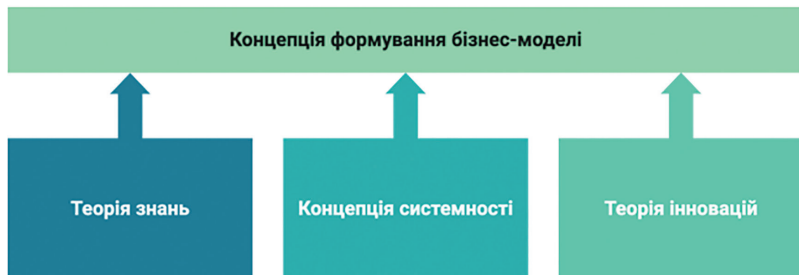 Концепція формування бізнес-моделі
Теорія знань
Концепція системності
Теорія інновацій